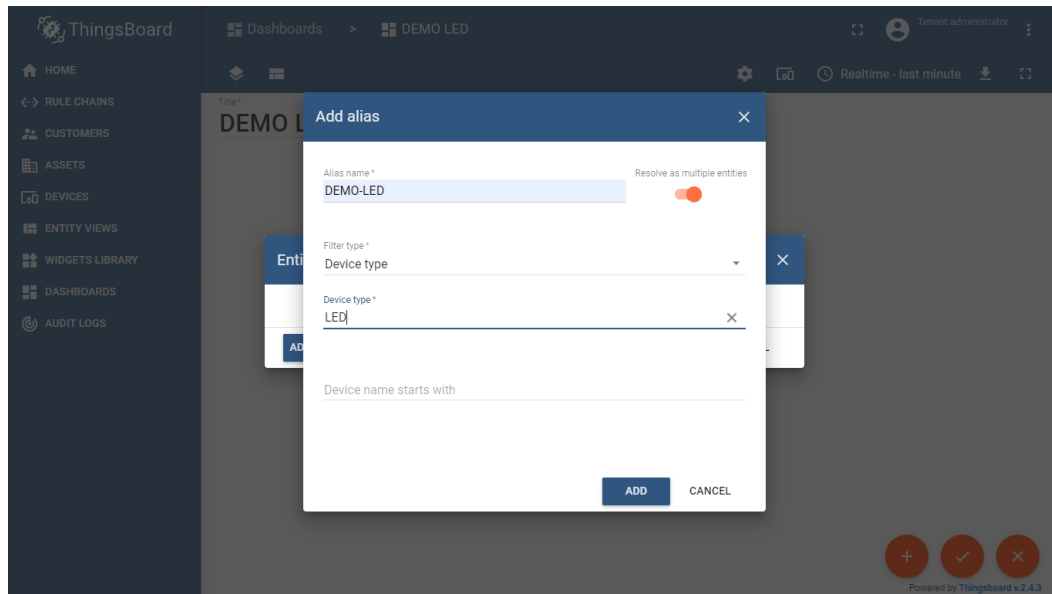 ThingsBoard
Dashboards > DEMO LED
Tenant administrator
HOME
Realtime - last minute
RULE CHAINS
CUSTOMERS
ASSETS
DEVICES
ENTITY VIEWS
WIDGETS LIBRARY
DASHBOARDS
AUDIT LOGS
Title *
DEMO L
Enti
AD
Add alias
Alias name *
Resolve as multiple entities
DEMO-LED
Filter type *
Device type
Device type *
LED
Device name starts with
ADD
CANCEL
Powered by Thingsboard v.2.4.3